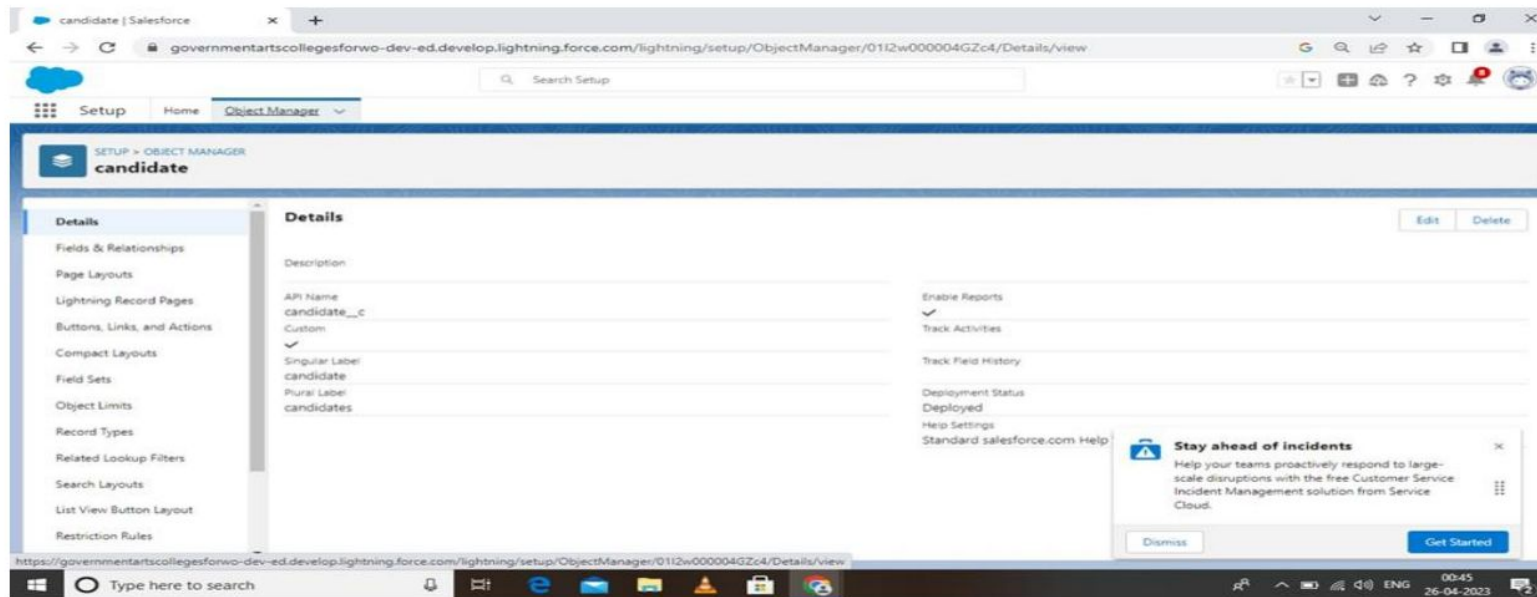 candidate | Salesforce
governmentartscollegesforwo-dev-ed.develop.lightning.force.com/lightning/setup/ObjectManager/01I2w000004GZc4/Details/view
Search Setup
Setup Home Object Manager
SETUP > OBJECT MANAGER
candidate
Details
Fields & Relationships
Page Layouts
Lightning Record Pages
Buttons, Links, and Actions
Compact Layouts
Field Sets
Object Limits
Record Types
Related Lookup Filters
Search Layouts
List View Button Layout
Restriction Rules
Details
Edit Delete
Description
API Name
candidate__c
Custom
Singular Label
candidate
Plural Label
candidates
Enable Reports
Track Activities
Track Field History
Deployment Status
Deployed
Help Settings
Standard salesforce.com Help
Stay ahead of incidents
Help your teams proactively respond to large-
scale disruptions with the free Customer Service
Incident Management solution from Service
Cloud.
Dismiss Get Started
https://governmentartscollegesforwo-dev-ed.develop.lightning.force.com/lightning/setup/ObjectManager/01I2w000004GZc4/Details/view
Type here to search
ENG
00:45
26-04-2023